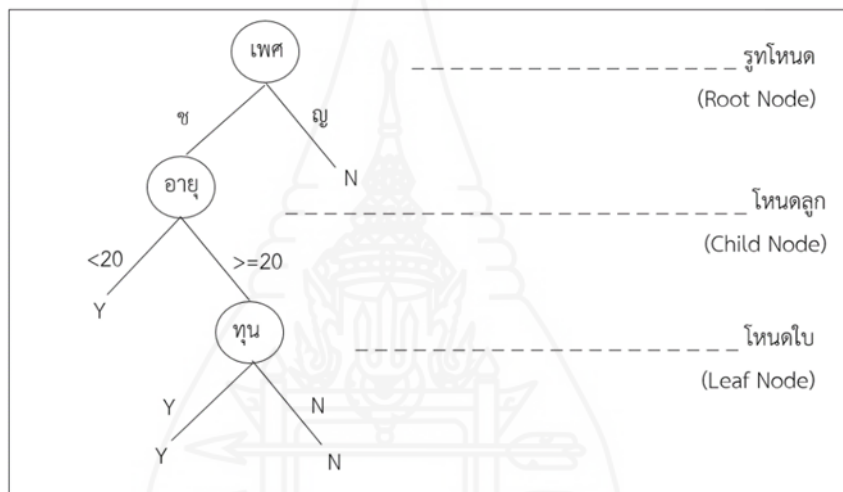 เพศ
รูทโหนด
(Root Node)
ช
ญ
N
อายุ
โหนดลูก
(Child Node)
<20
>=20
Y
ทุน
โหนดใบ
(Leaf Node)
Y
N
Y
N